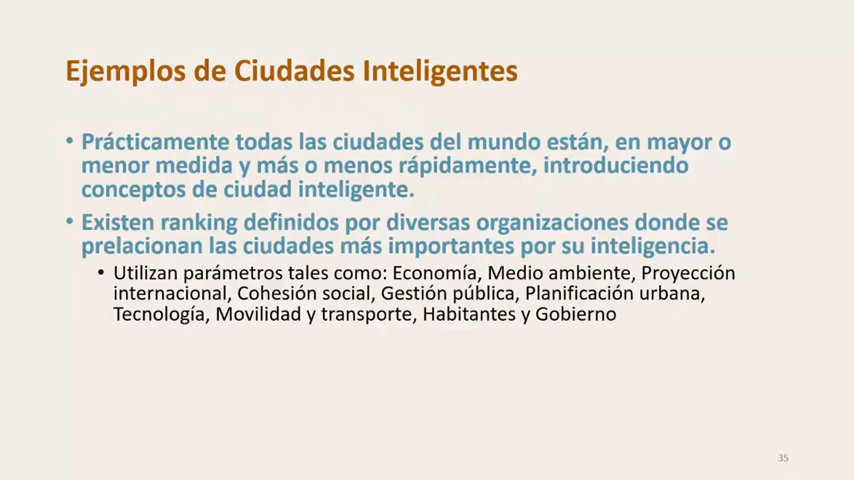 Ejemplos de Ciudades Inteligentes
• Prácticamente todas las ciudades del mundo están, en mayor o
menor medida y más o menos rápidamente, introduciendo
conceptos de ciudad inteligente.
• Existen ranking definidos por diversas organizaciones donde se
prelacionan las ciudades más importantes por su inteligencia.
• Utilizan parámetros tales como: Economía, Medio ambiente, Proyección
internacional, Cohesión social, Gestión pública, Planificación urbana,
Tecnología, Movilidad y transporte, Habitantes y Gobierno
35